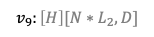 v₉: [H][N * L₂, D]